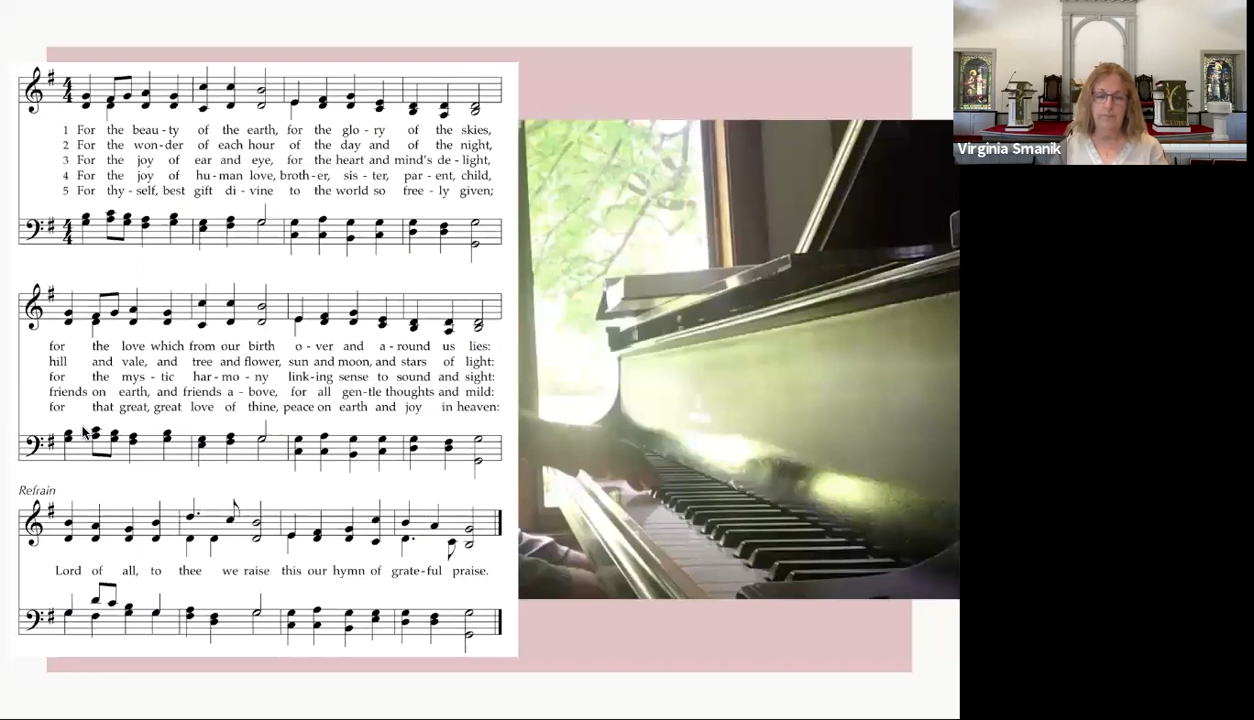 1 For the beau - ty of the earth, for the glo - ry of the skies,
2 For the won - der of each hour of the day and of the night,
3 For the joy of ear and eye, for the heart and mind's de - light,
4 For the joy of hu - man love, broth - er, sis - ter, par - ent, child,
5 For thy - self, best gift di - vine to the world so free - ly given;
for the love which from our birth o - ver and a - round us lies:
hill and vale, and tree and flower, sun and moon, and stars of light:
for the mys - tic har - mo - ny link - ing sense to sound and sight:
friends on earth, and friends a - bove, for all gen - tle thoughts and mild:
for that great, great love of thine, peace on earth and joy in heaven:
Refrain
Lord of all, to thee we raise this our hymn of grate - ful praise.
Virginia Smanik